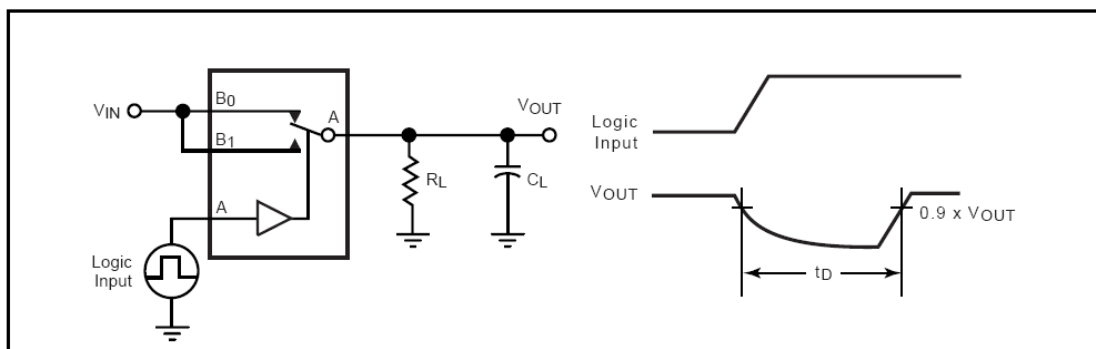 VIN
B0
B1
A
VOUT
RL
CL
A
Logic
Input
Logic
Input
VOUT
0.9 x VOUT
tD